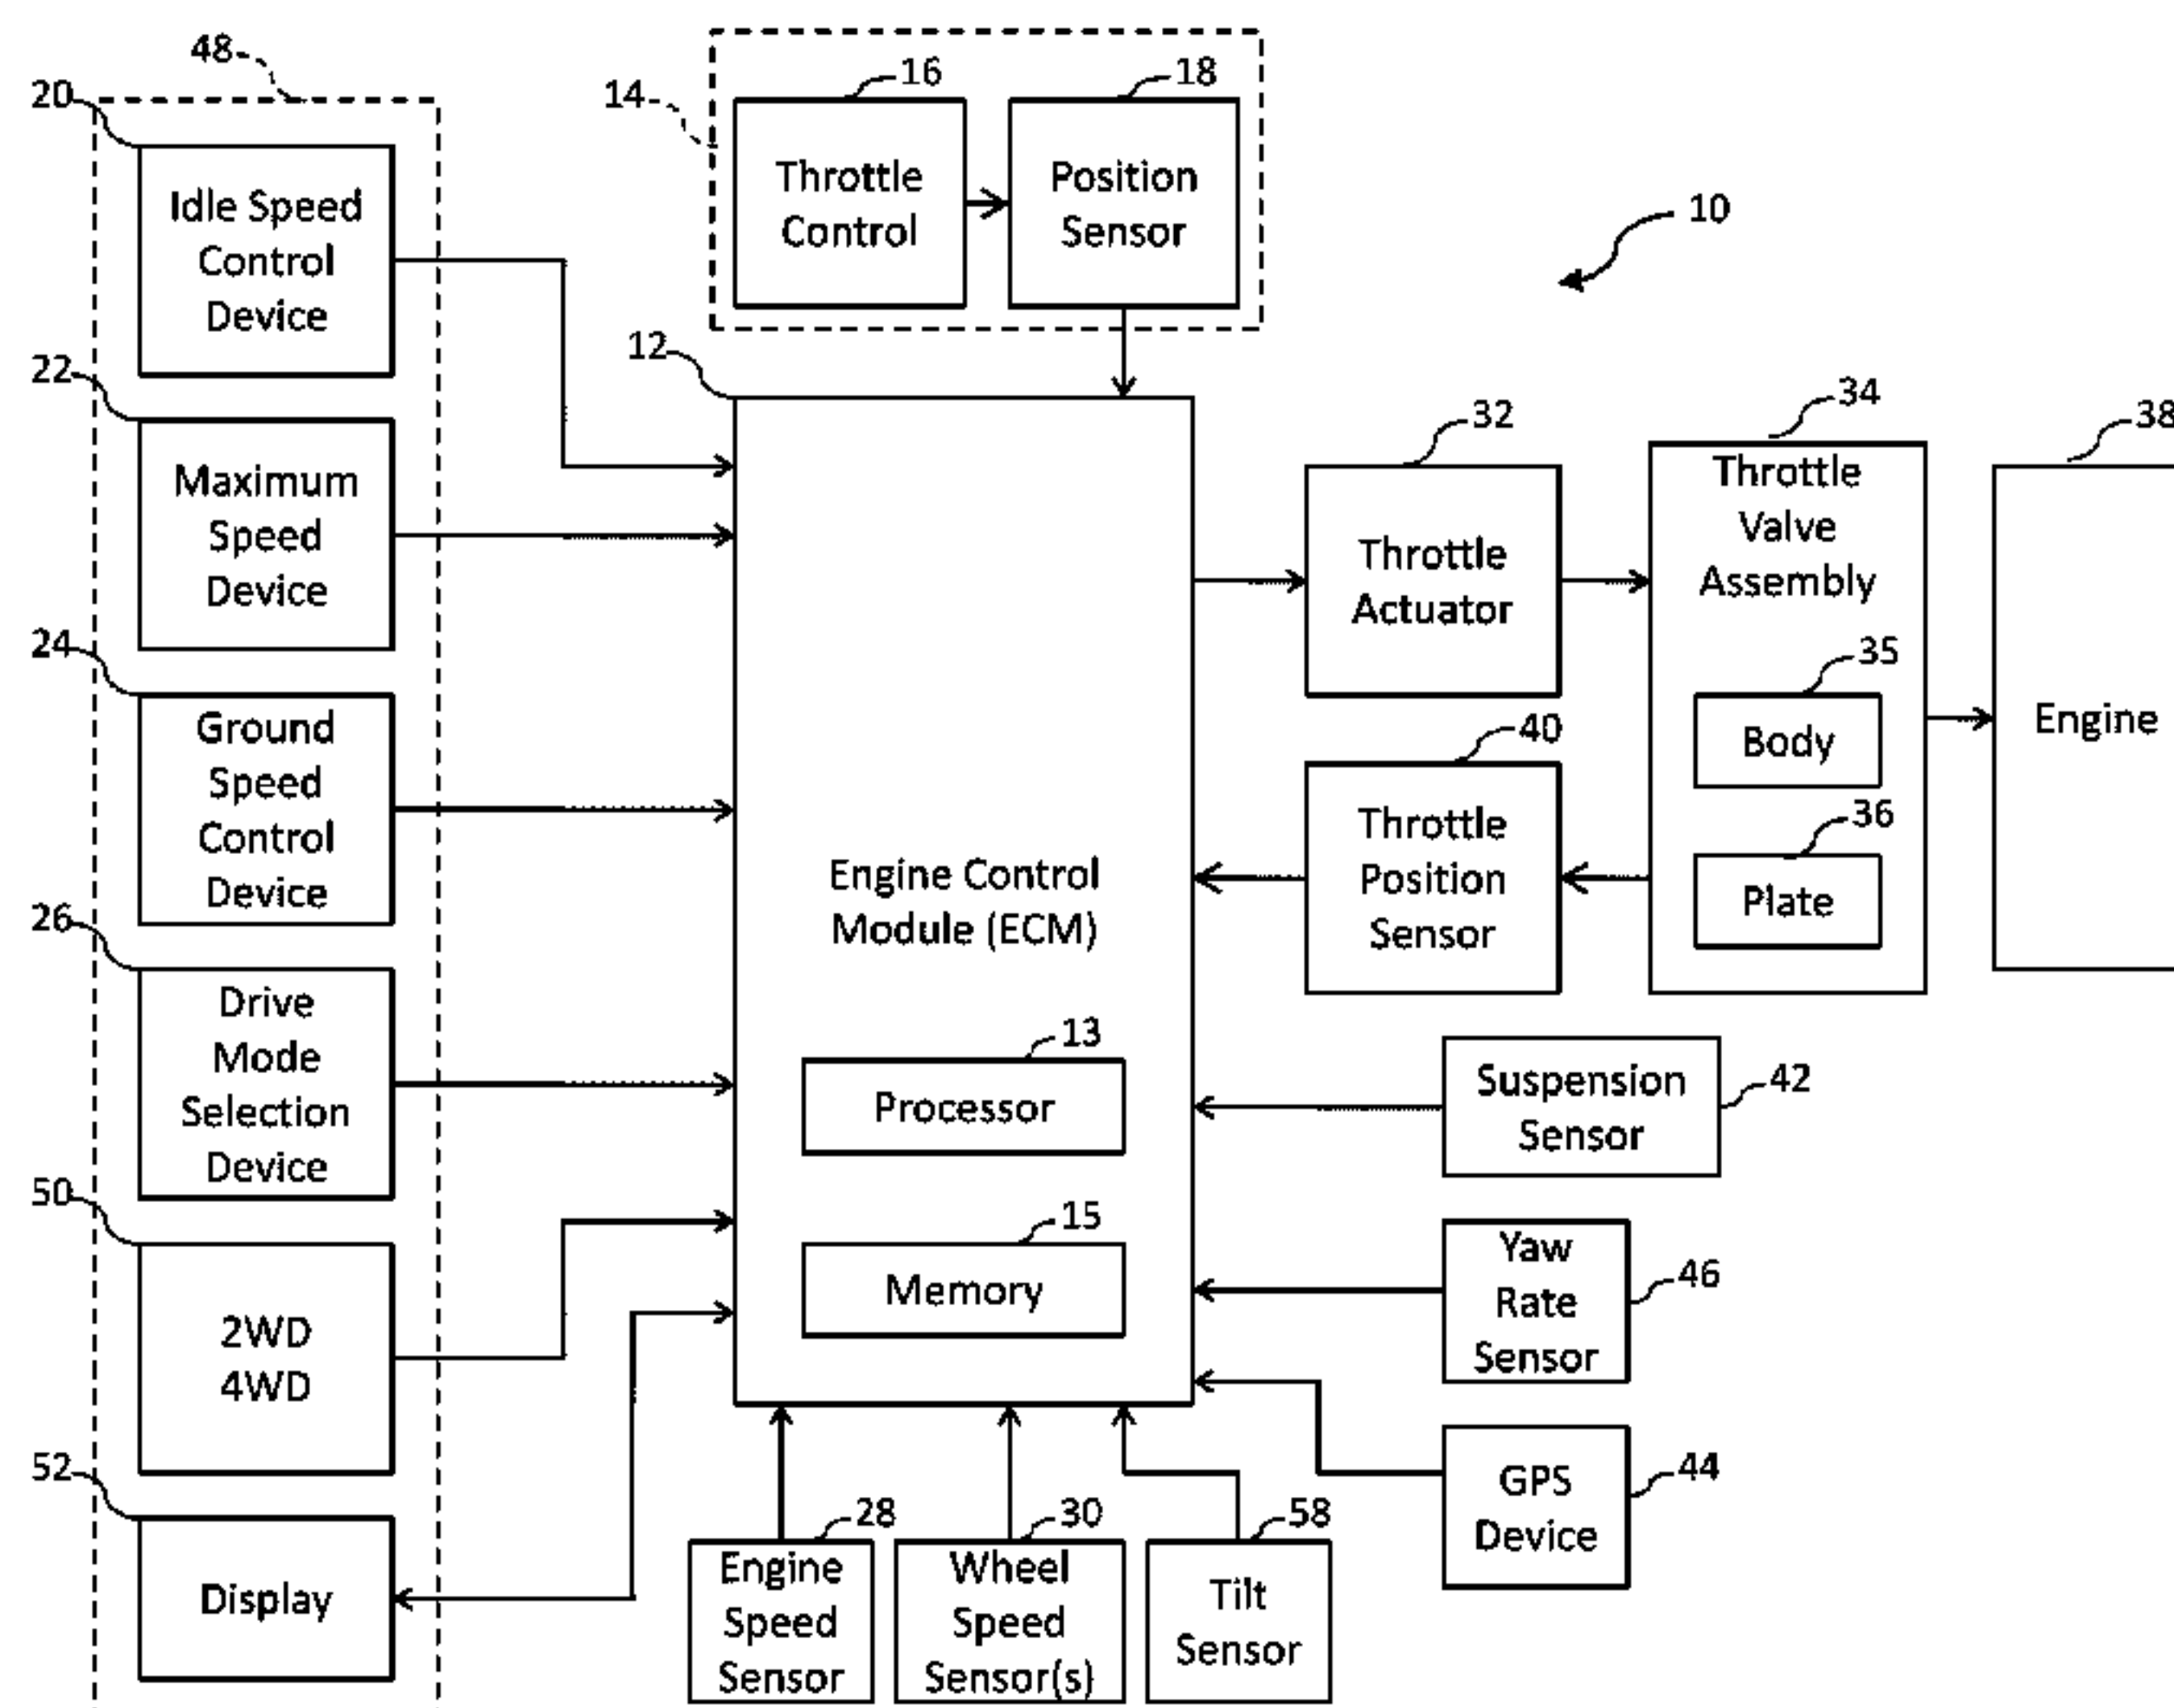 48
20
Idle Speed
Control
Device
22
Maximum
Speed
Device
24
Ground
Speed
Control
Device
26
Drive
Mode
Selection
Device
50
2WD
4WD
52
Display
14
16
Throttle
Control
18
Position
Sensor
10
12
Engine Control
Module (ECM)
13
Processor
15
Memory
32
Throttle
Actuator
34
Throttle
Valve
Assembly
35
Body
36
Plate
38
Engine
40
Throttle
Position
Sensor
42
Suspension
Sensor
46
Yaw
Rate
Sensor
44
GPS
Device
28
Engine
Speed
Sensor
30
Wheel
Speed
Sensor(s)
58
Tilt
Sensor